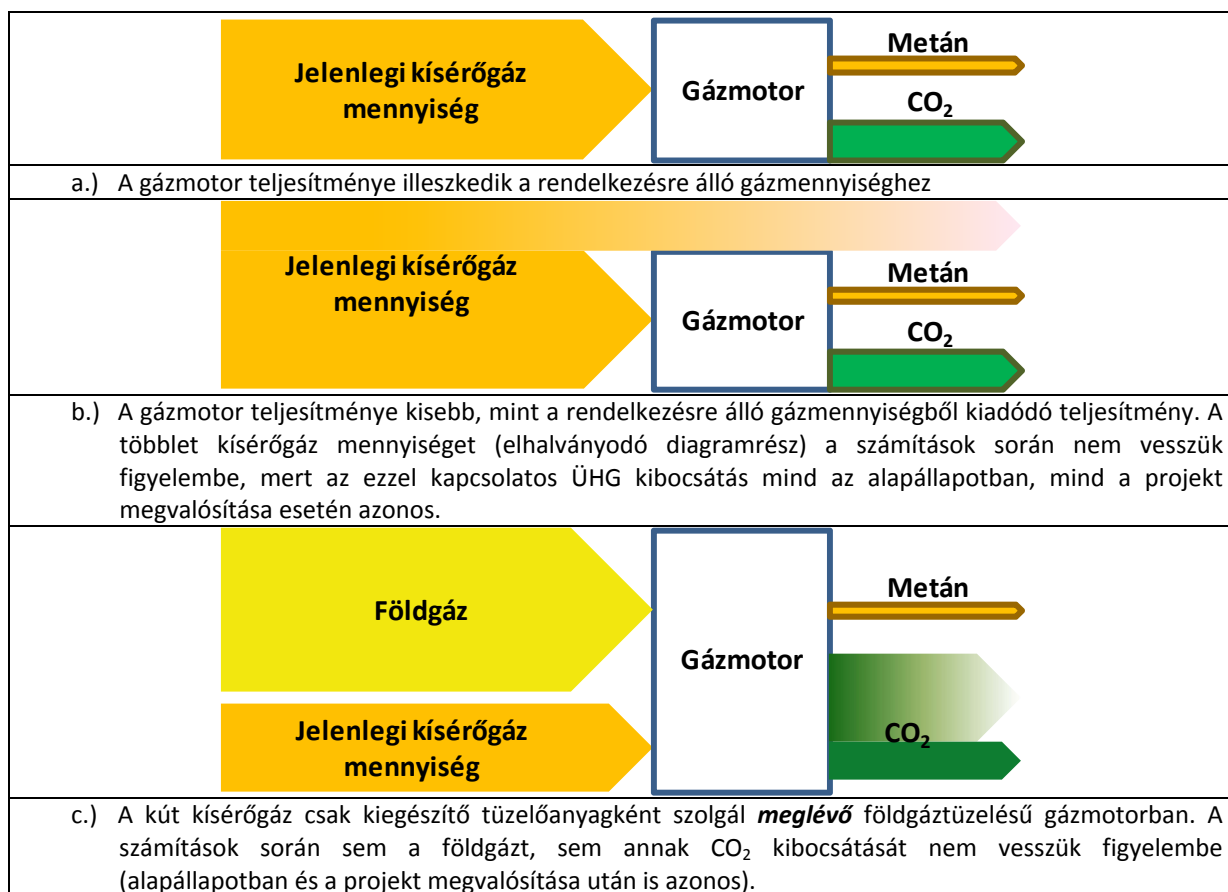 Jelenlegi kísérőgáz
mennyiség
Gázmotor
Metán
CO₂
a.) A gázmotor teljesítménye illeszkedik a rendelkezésre álló gázmennyiséghez
Jelenlegi kísérőgáz
mennyiség
Gázmotor
Metán
CO₂
b.) A gázmotor teljesítménye kisebb, mint a rendelkezésre álló gázmennyiségből kiadódó teljesítmény. A
többlet kísérőgáz mennyiséget (elhalványodó diagramrész) a számítások során nem vesszük
figyelembe, mert az ezzel kapcsolatos ÜHG kibocsátás mind az alapállapotban, mind a projekt
megvalósítása esetén azonos.
Földgáz
Jelenlegi kísérőgáz
mennyiség
Gázmotor
Metán
CO₂
c.) A kút kísérőgáz csak kiegészítő tüzelőanyagként szolgál meglévő földgáztüzelésű gázmotorban. A
számítások során sem a földgázt, sem annak CO₂ kibocsátását nem vesszük figyelembe
(alapállapotban és a projekt megvalósítása után is azonos).